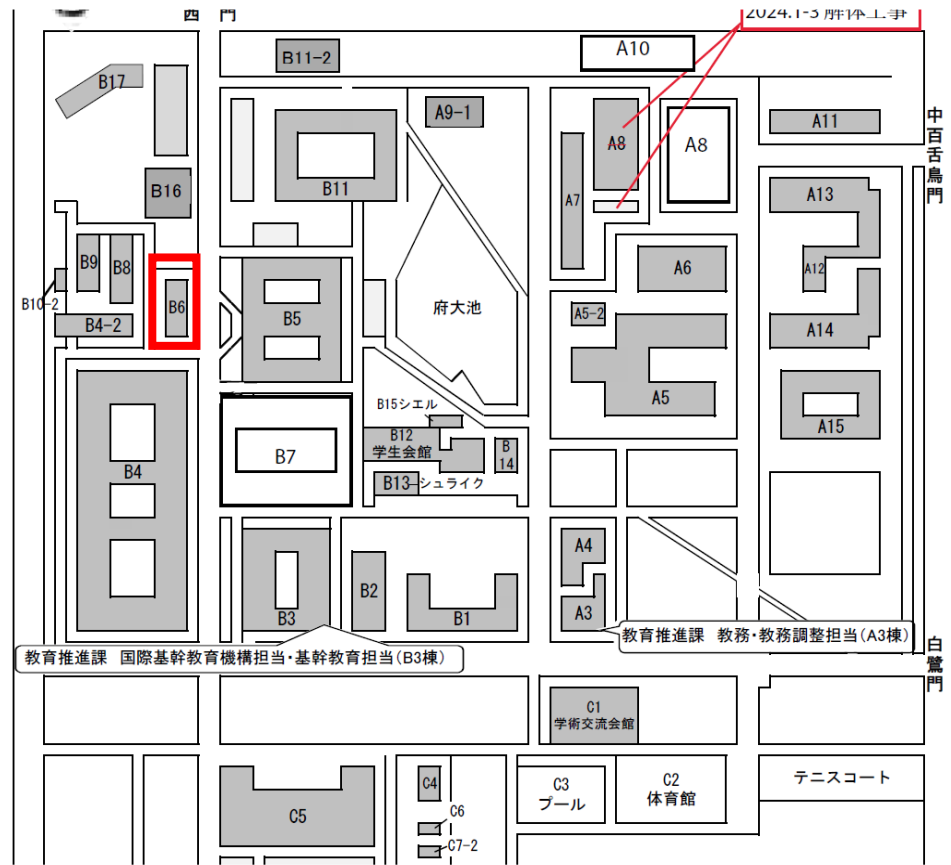 西 門
2024.1-3 解体工事
B11-2
A10
B17
A9-1
A8
A8
A11
中百舌鳥門
B16
B11
A7
A13
B9
B8
A6
A12
B10-2
B6
B5
府大池
A5-2
B4-2
A14
B15シエル
A5
B12
学生会館
B
14
A15
B4
B7
B13 シュライク
A4
B3
B2
B1
A3
教育推進課 教務・教務調整担当(A3棟)
教育推進課 国際基幹教育機構担当・基幹教育担当(B3棟)
白鷺門
C1
学術交流会館
C4
C3
プール
C2
体育館
テニスコート
C5
C6
C7-2